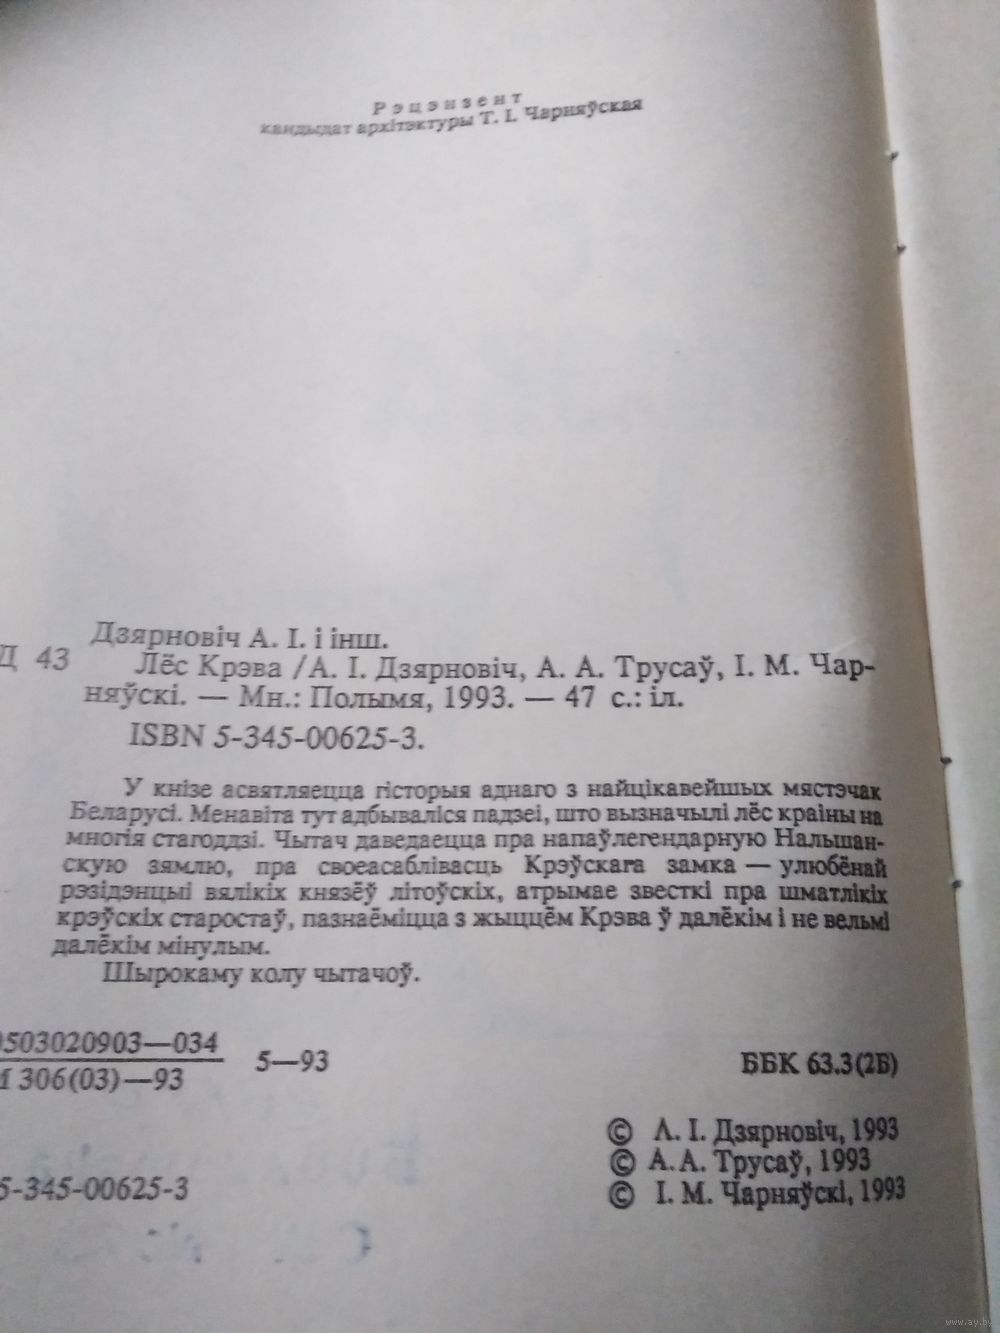 Рэцэнзент
кандыдат архітэктуры Т. І. Чарняўская
Дзярновіч А. І. і інш.
Д 43
Лёс Крэва /А. І. Дзярновіч, А. А. Трусаў, І. М. Чар-
няўскі. — Мн.: Полымя, 1993. — 47 с.: іл.
ISBN 5-345-00625-3.
У кнізе асвятляецца гісторыя аднаго з найцікавейшых мястэчак
Беларусі. Менавіта тут адбываліся падзеі, што вызначылі лёс краіны на
многія стагоддзі. Чытач даведаецца пра напаўлегендарную Нальшан-
скую зямлю, пра своеасаблівасць Крэўскага замка — улюбёнай
рэзідэнцыі вялікіх князёў літоўскіх, атрымае звесткі пра шматлікіх
крэўскіх старостаў, пазнаёміцца з жыццём Крэва ў далёкім і не вельмі
далёкім мінулым.
Шырокаму колу чытачоў.
0503020903—034
М 306(03)—93
5—93
ББК 63.3(2Б)
© А. І. Дзярновіч, 1993
© А. А. Трусаў, 1993
5-345-00625-3
© І. М. Чарняўскі, 1993
www.ay.by